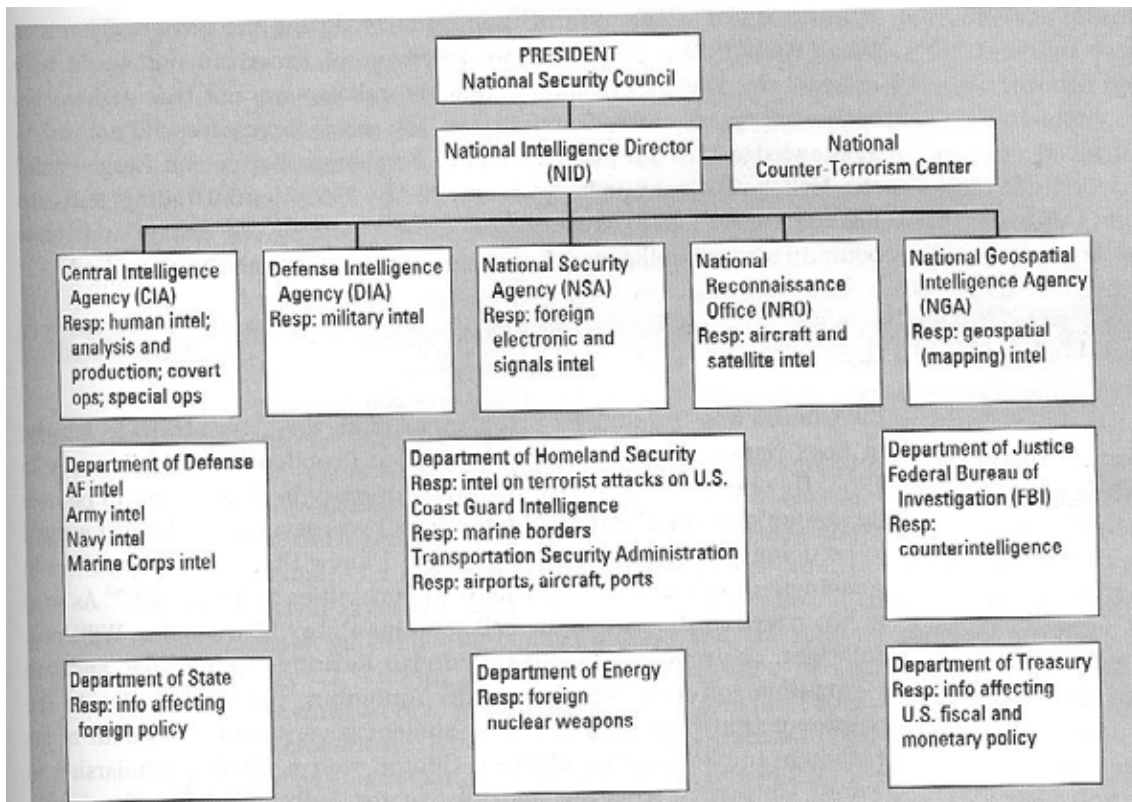 PRESIDENT
National Security Council
National Intelligence Director
(NID)
National
Counter-Terrorism Center
Central Intelligence
Agency (CIA)
Resp: human intel;
analysis and
production; covert
ops; special ops
Defense Intelligence
Agency (DIA)
Resp: military intel
National Security
Agency (NSA)
Resp: foreign
electronic and
signals intel
National
Reconnaissance
Office (NRO)
Resp: aircraft and
satellite intel
National Geospatial
Intelligence Agency
(NGA)
Resp: geospatial
(mapping) intel
Department of Defense
AF intel
Army intel
Navy intel
Marine Corps intel
Department of Homeland Security
Resp: intel on terrorist attacks on U.S.
Coast Guard Intelligence
Resp: marine borders
Transportation Security Administration
Resp: airports, aircraft, ports
Department of Justice
Federal Bureau of
Investigation (FBI)
Resp:
counterintelligence
Department of State
Resp: info affecting
foreign policy
Department of Energy
Resp: foreign
nuclear weapons
Department of Treasury
Resp: info affecting
U.S. fiscal and
monetary policy